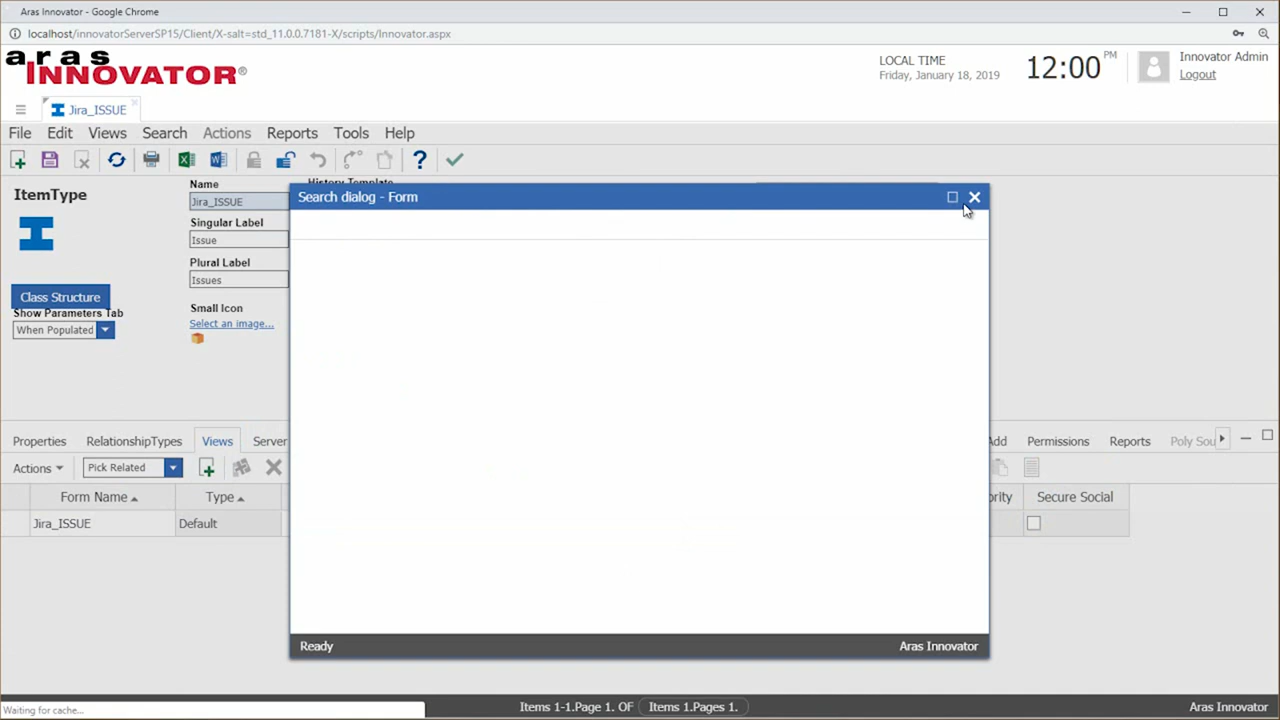 Aras Innovator - Google Chrome
localhost/innovatorServerSP15/Client/X-salt=std_11.0.0.7181-X/scripts/Innovator.aspx
aras
INNOVATOR®
LOCAL TIME
Friday, January 18, 2019
12:00 PM
Innovator Admin
Logout
Jira_ISSUE
File Edit Views Search Actions Reports Tools Help
ItemType
Name
History Template
Jira_ISSUE
Search dialog - Form
Singular Label
Issue
Plural Label
Issues
Class Structure
Show Parameters Tab
When Populated
Small Icon
Select an image...
Properties RelationshipTypes Views Server Add Permissions Reports Poly Sou
Actions Pick Related
Form Name Type ority Secure Social
Jira_ISSUE Default
Ready Aras Innovator
Waiting for cache...
Items 1-1.Page 1. OF Items 1.Pages 1.
Aras Innovator